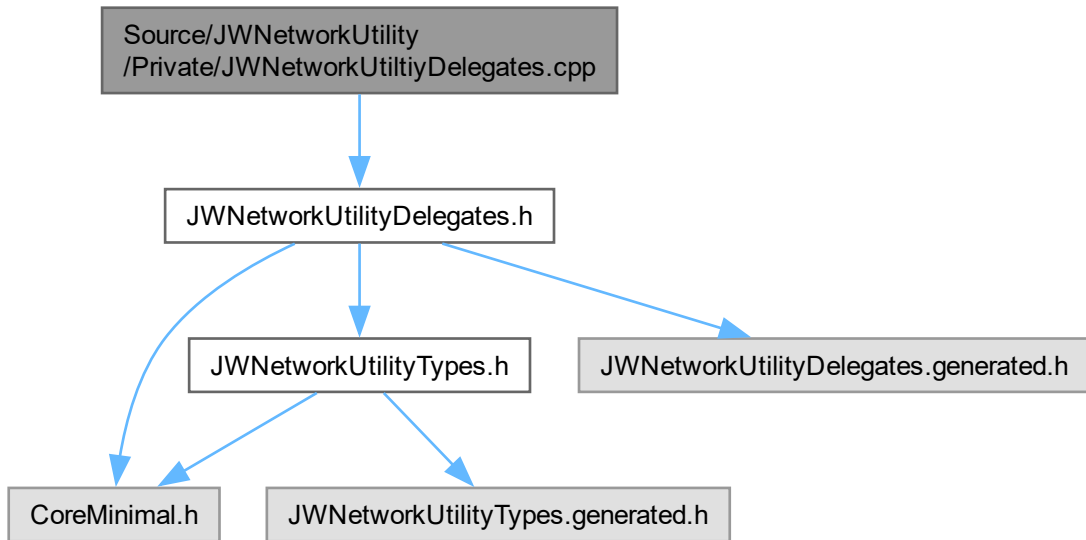 Source/JWNetworkUtility
/Private/JWNetworkUtiltiyDelegates.cpp
JWNetworkUtilityDelegates.h
JWNetworkUtilityTypes.h
JWNetworkUtilityDelegates.generated.h
CoreMinimal.h
JWNetworkUtilityTypes.generated.h